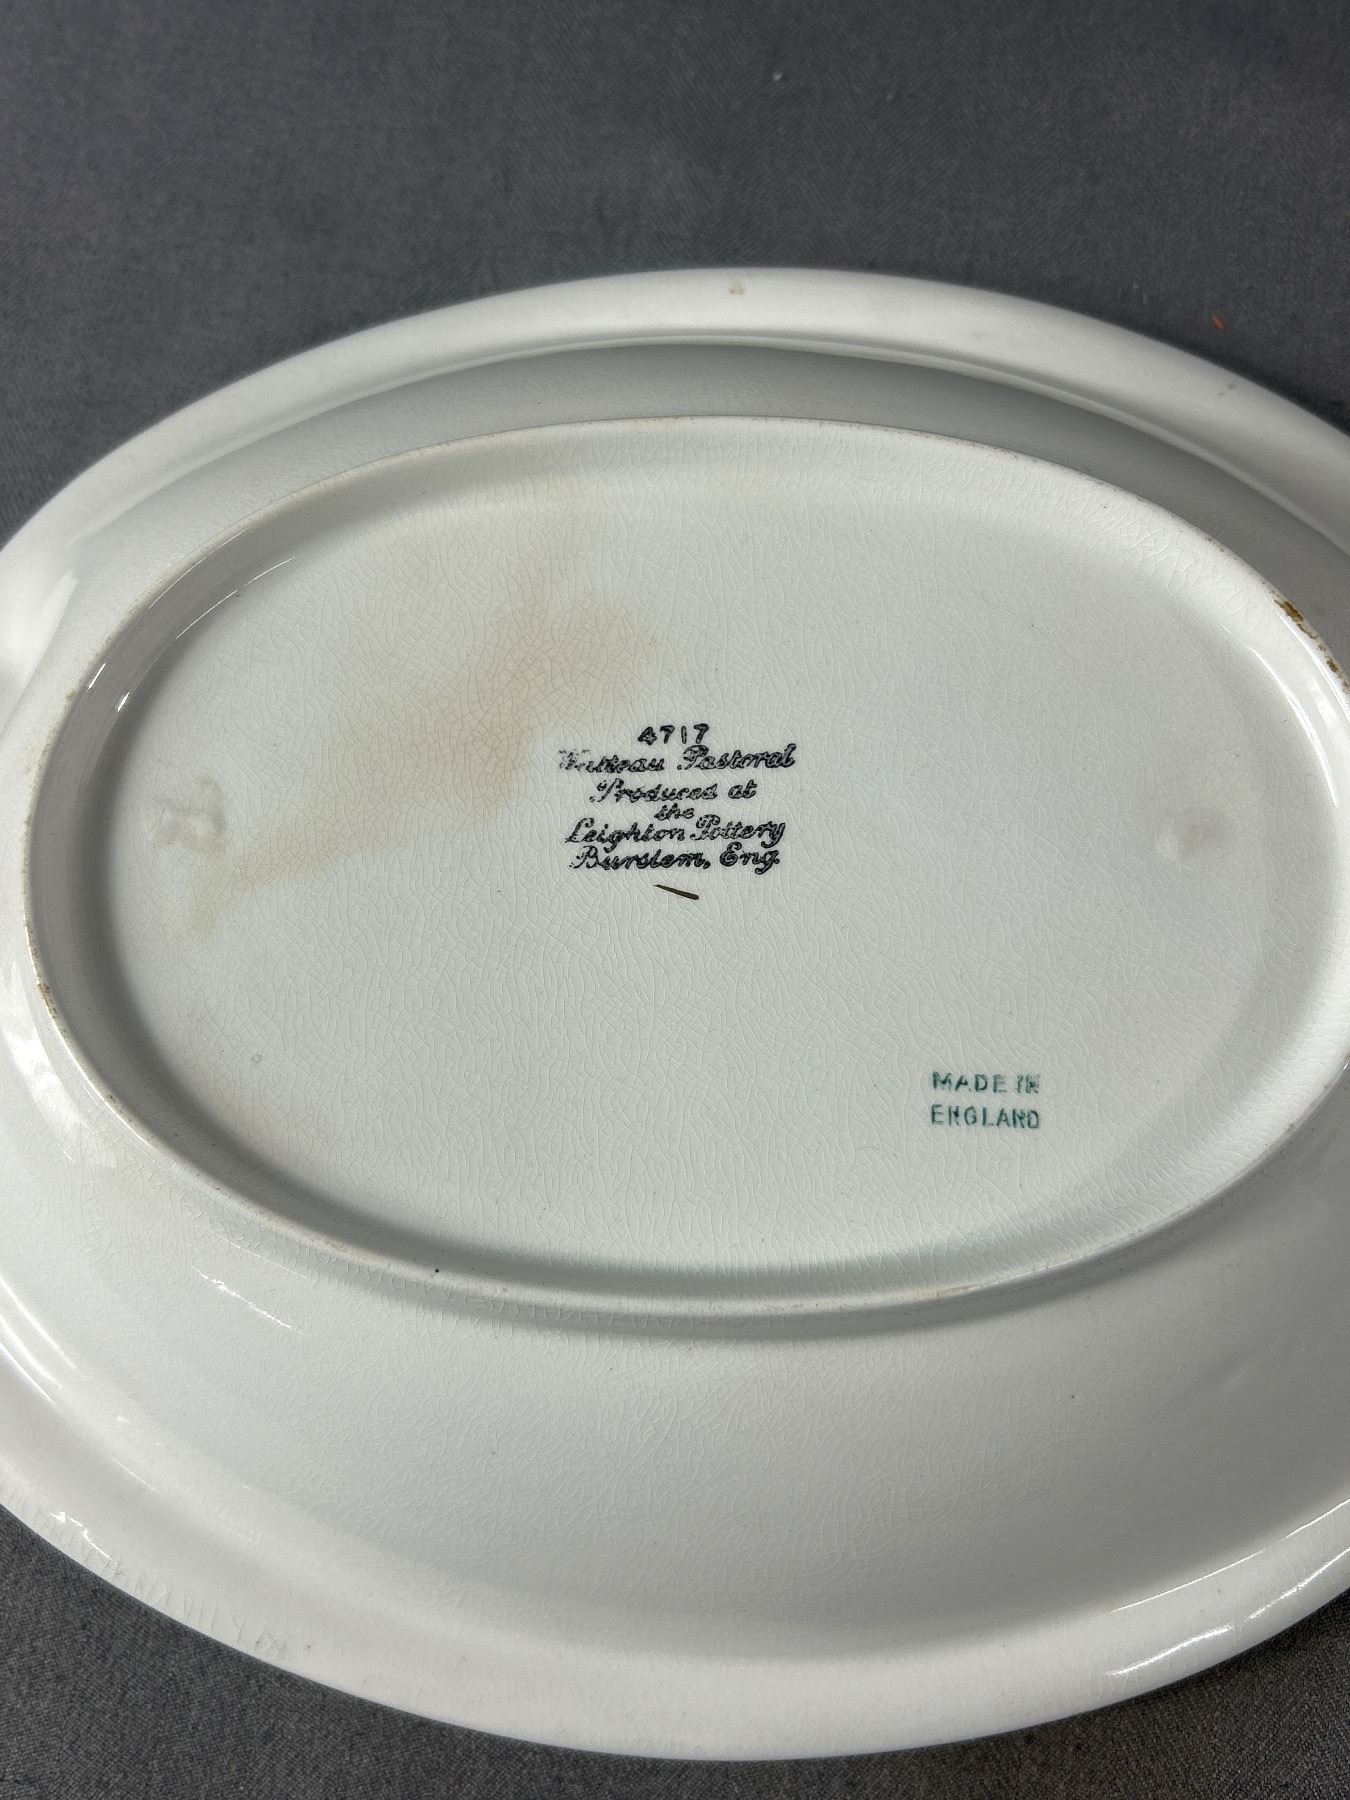 4717
Watteau Pastoral
Produced at
the
Leighton Pottery
Burslem, Eng.
MADE IN
ENGLAND